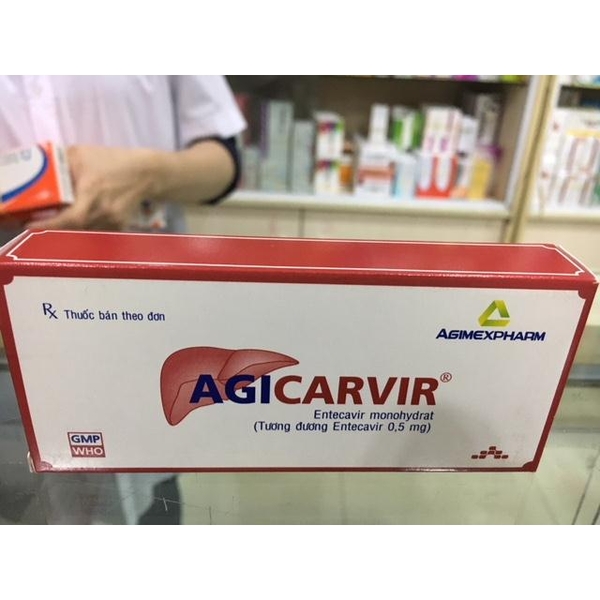 Rx Thuốc bán theo đơn
AGIMEXPHARM
AGICARVIR®
Entecavir monohydrat
(Tương đương Entecavir 0,5 mg)
GMP
WHO